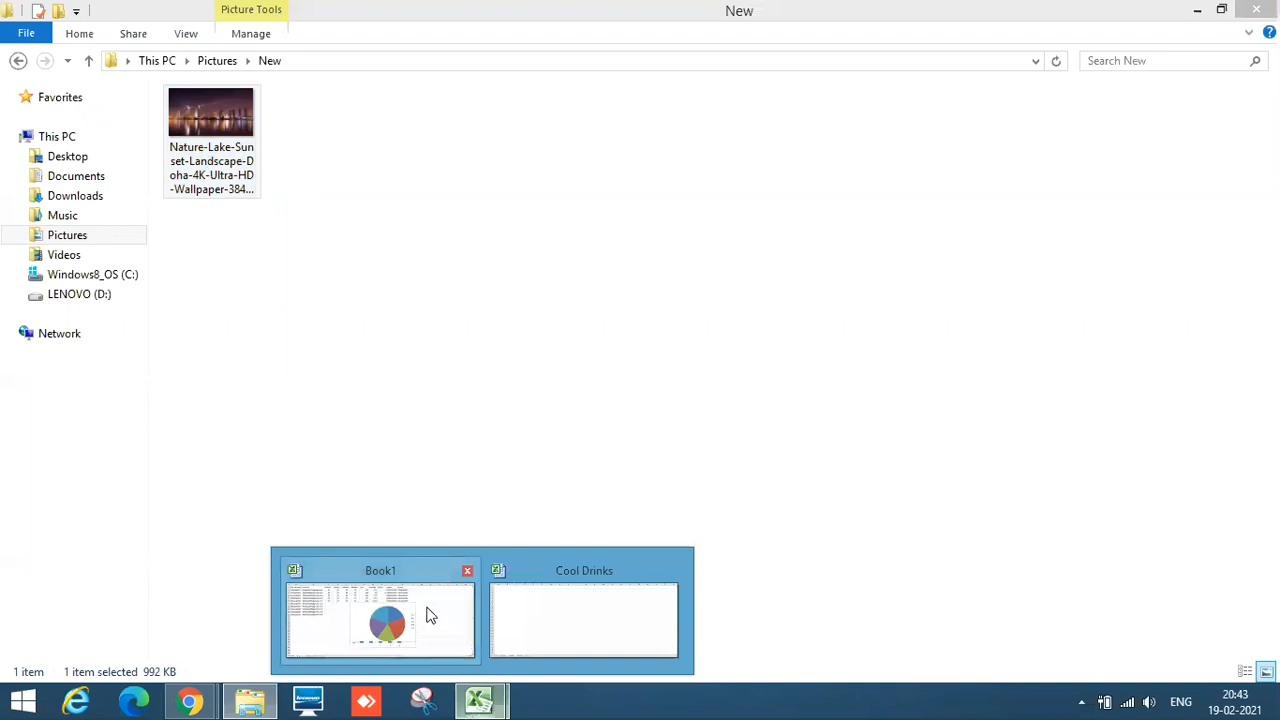 Picture Tools
New
File
Home
Share
View
Manage
This PC
Pictures
New
Search New
Favorites
This PC
Desktop
Documents
Downloads
Music
Pictures
Videos
Windows8_OS (C:)
LENOVO (D:)
Network
Nature-Lake-Sun
set-Landscape-D
oha-4K-Ultra-HD
-Wallpaper-384...
Book1
Cool Drinks
1 item
1 item selected 992 KB
lenovo
ENG
20:43
19-02-2021